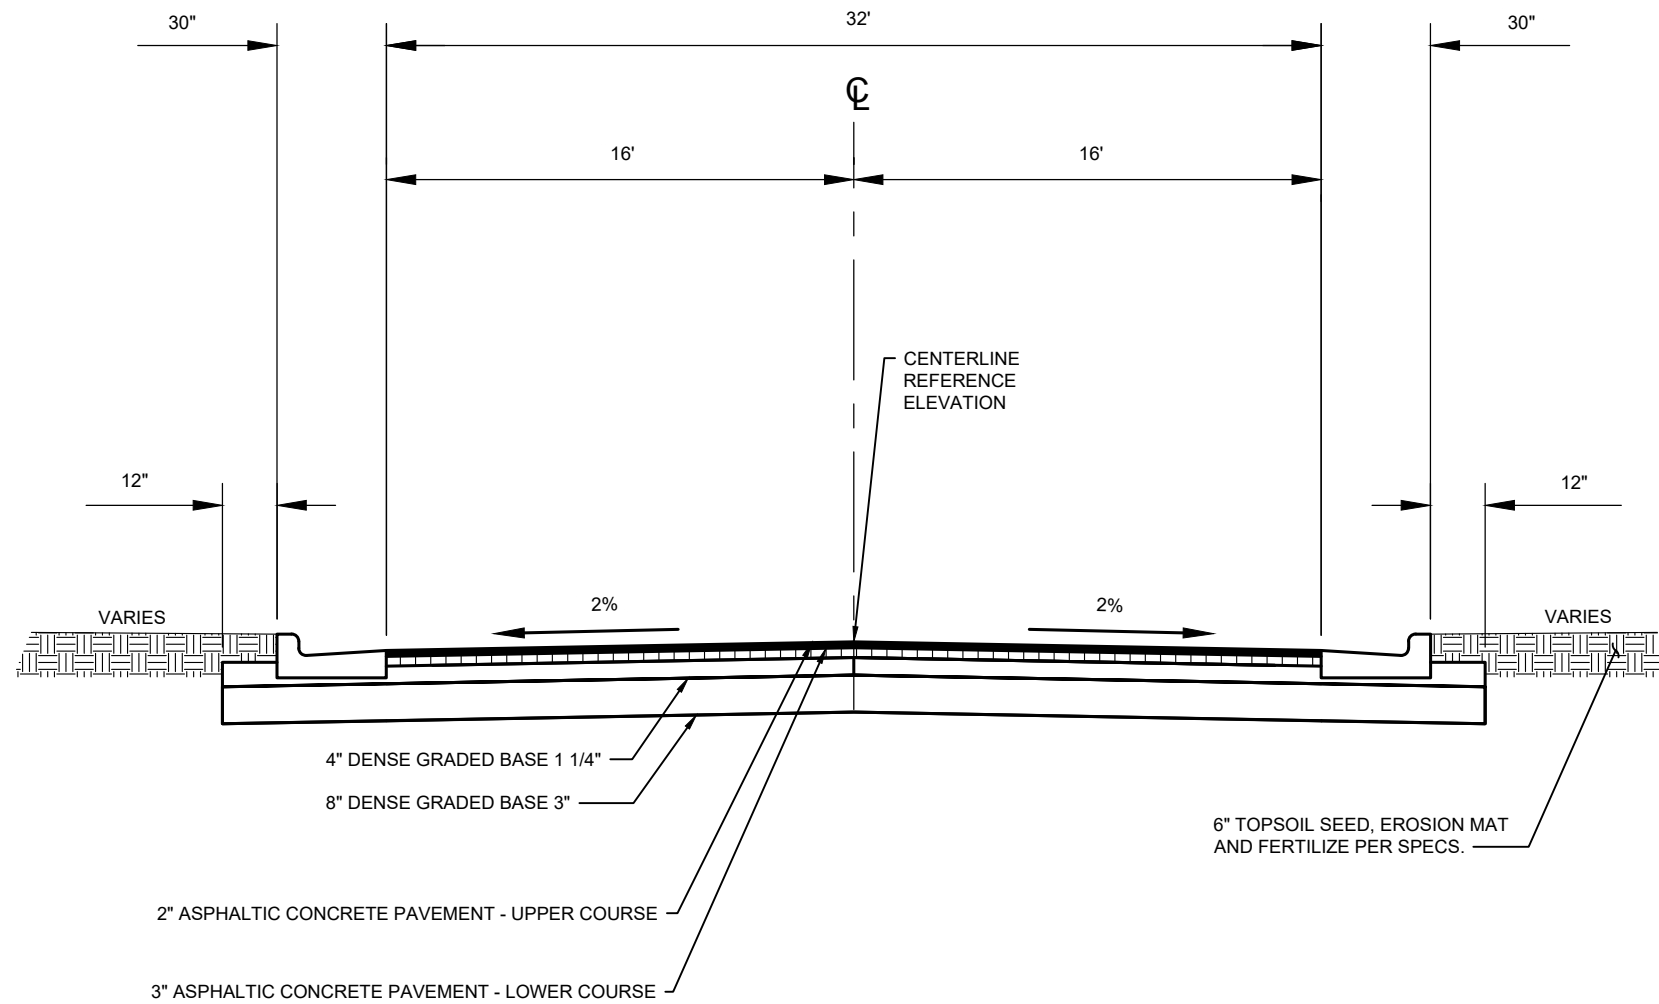 30"
32'
30"
℄
16'
16'
CENTERLINE
REFERENCE
ELEVATION
12"
12"
2%
2%
VARIES
VARIES
4" DENSE GRADED BASE 1 1/4"
8" DENSE GRADED BASE 3"
6" TOPSOIL SEED, EROSION MAT
AND FERTILIZE PER SPECS.
2" ASPHALTIC CONCRETE PAVEMENT - UPPER COURSE
3" ASPHALTIC CONCRETE PAVEMENT - LOWER COURSE